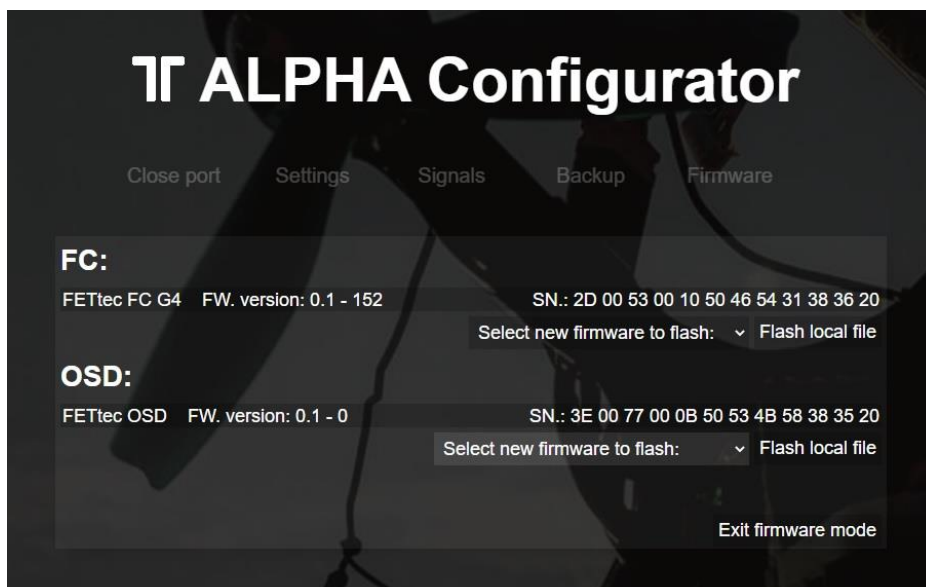 ALPHA Configurator
Close port Settings Signals Backup Firmware
FC:
FETtec FC G4 FW. version: 0.1 - 152 SN.: 2D 00 53 00 10 50 46 54 31 38 36 20
Select new firmware to flash: Flash local file
OSD:
FETtec OSD FW. version: 0.1 - 0 SN.: 3E 00 77 00 0B 50 53 4B 58 38 35 20
Select new firmware to flash: Flash local file
Exit firmware mode